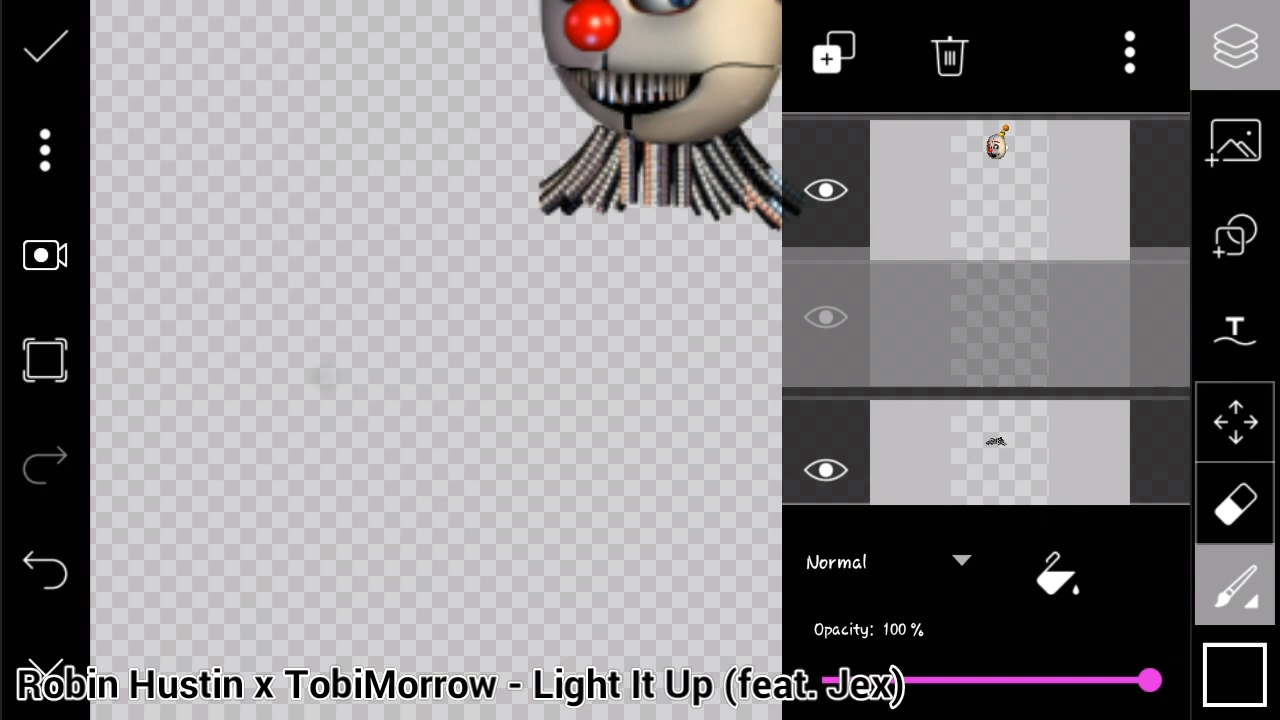 T
Normal
Opacity: 100 %
Robin Hustin x TobiMorrow - Light It Up (feat. Jex)